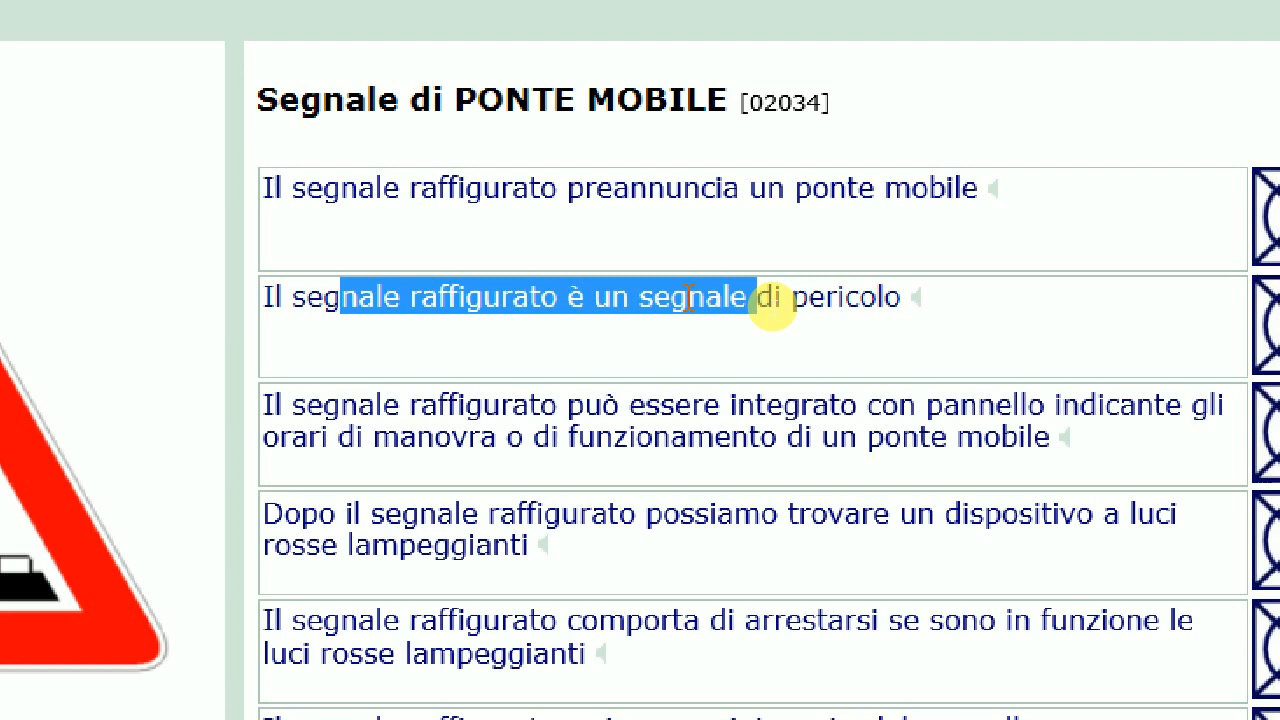 Segnale di PONTE MOBILE [02034]
Il segnale raffigurato preannuncia un ponte mobile
Il segnale raffigurato è un segnale di pericolo
Il segnale raffigurato può essere integrato con pannello indicante gli
orari di manovra o di funzionamento di un ponte mobile
Dopo il segnale raffigurato possiamo trovare un dispositivo a luci
rosse lampeggianti
Il segnale raffigurato comporta di arrestarsi se sono in funzione le
luci rosse lampeggianti